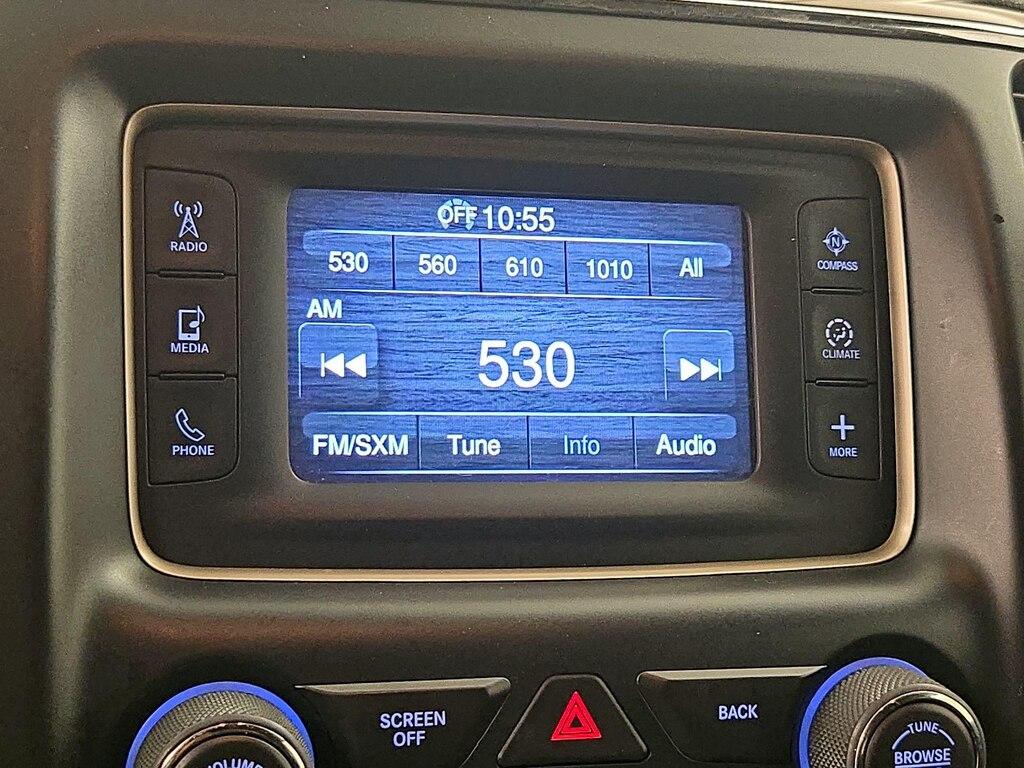 OFF 10:55
530 560 610 1010 All
AM
530
FM/SXM Tune Info Audio
RADIO
MEDIA
PHONE
N
COMPASS
CLIMATE
MORE
SCREEN
OFF
BACK
VOLUME
TUNE
BROWSE